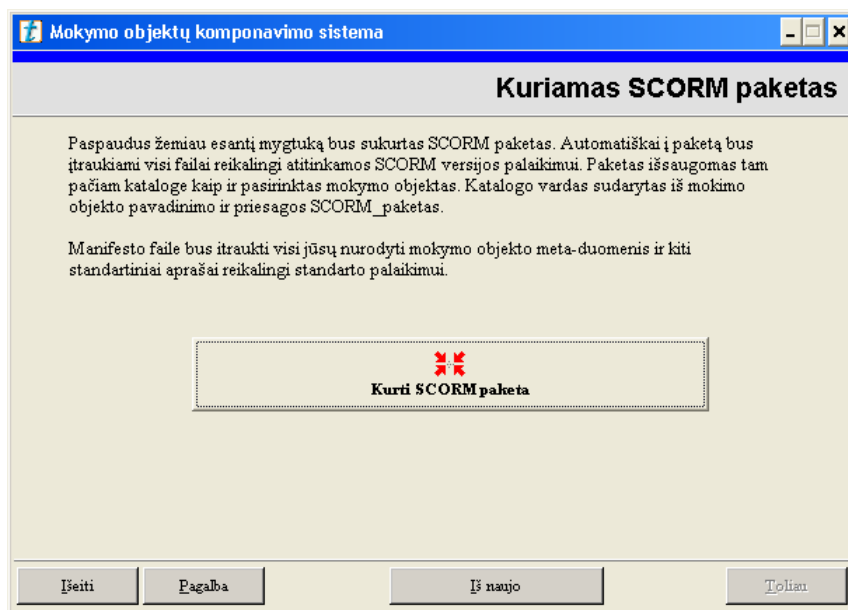 Mokymo objektų komponavimo sistema
Kuriamas SCORM paketas
Paspaudus žemiau esantį mygtuką bus sukurtas SCORM paketas. Automatiškai į paketą bus
įtraukiami visi failai reikalingi atitinkamos SCORM versijos palaikimui. Paketas išsaugomas tam
pačiam kataloge kaip ir pasirinktas mokymo objektas. Katalogo vardas sudarytas iš mokimo
objekto pavadinimo ir priesagos SCORM_paketas.
Manifesto faile bus itraukti visi jūsų nurodyti mokymo objekto meta-duomenis ir kiti
standartiniai aprašai reikalingi standarto palaikimui.
Kurti SCORM paketa
Išeiti
Pagalba
Iš naujo
Toliau